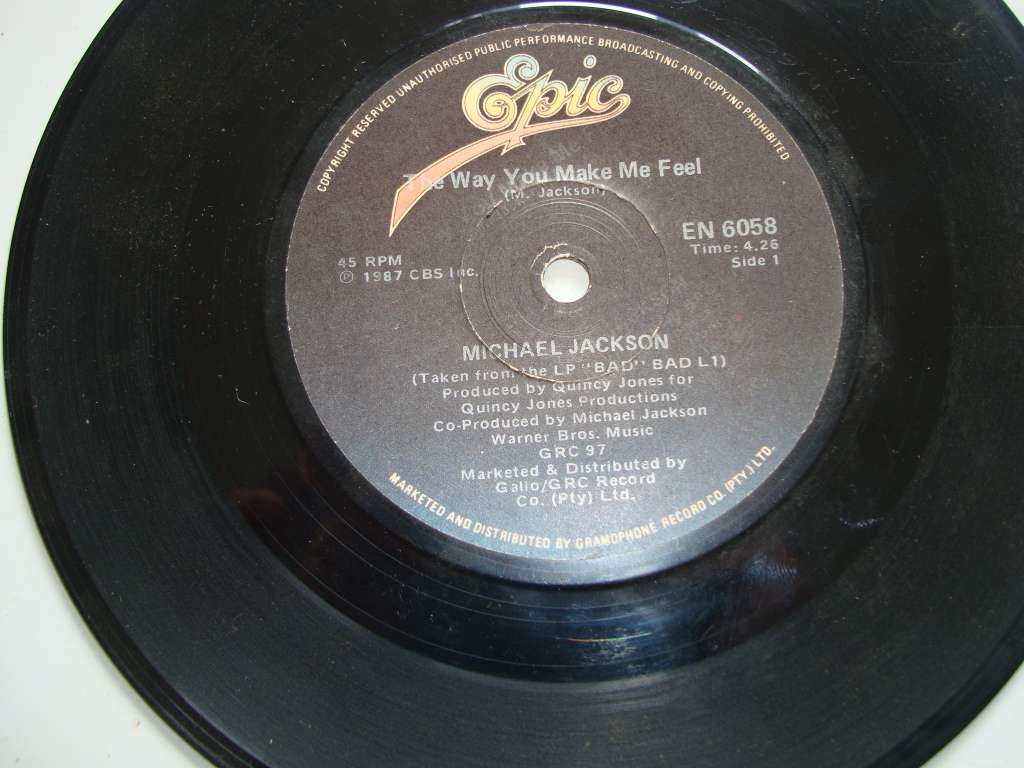 COPYRIGHT RESERVED UNAUTHORISED PUBLIC PERFORMANCE BROADCASTING AND COPYING PROHIBITED
Epic
The Way You Make Me Feel
(M. Jackson)
EN 6058
Time: 4.26
Side 1
45 RPM
℗ 1987 CBS Inc.
MICHAEL JACKSON
(Taken from the LP "BAD" BAD L1)
Produced by Quincy Jones for
Quincy Jones Productions
Co-Produced by Michael Jackson
Warner Bros. Music
GRC 97
Marketed & Distributed by
Gallo/GRC Record
Co. (Pty) Ltd.
MARKETED AND DISTRIBUTED BY GRAMOPHONE RECORD CO. (PTY.) LTD.